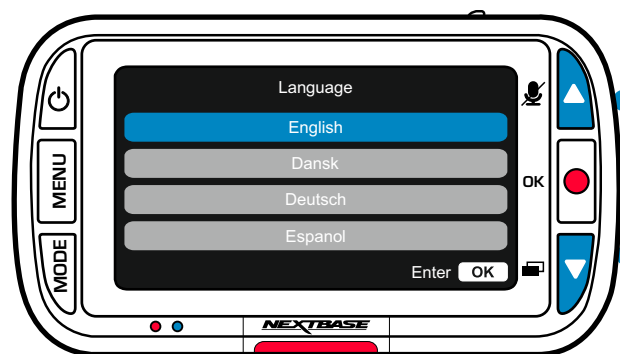 Language
English
MENU
Dansk
OK
Deutsch
MODE
Espanol
Enter OK
NEXTBASE